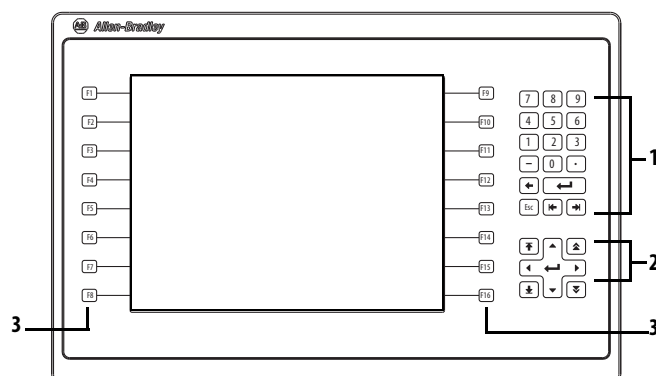 AB Allen-Bradley
F1 F9 7 8 9
F2 F10 4 5 6
F3 F11 1 2 3 1
F4 F12 - 0 .
F5 F13 Esc
F6 F14
F7 F15 2
F8 F16
3 3